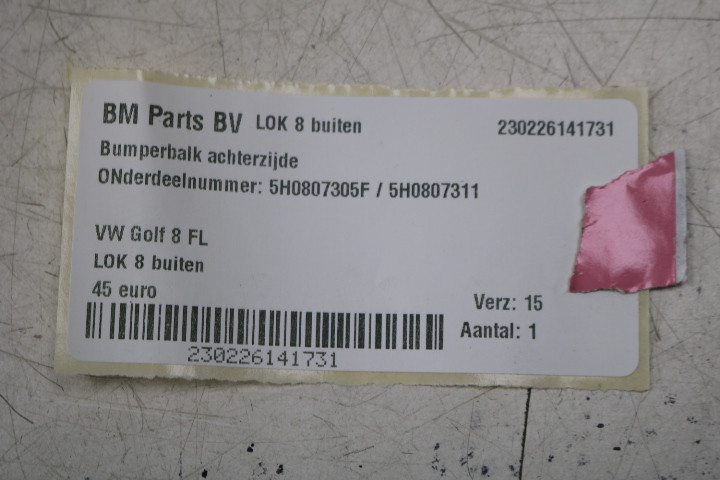 BM Parts BV LOK 8 buiten 230226141731
Bumperbalk achterzijde
ONderdeelnummer: 5H0807305F / 5H0807311
VW Golf 8 FL
LOK 8 buiten
45 euro
Verz: 15
Aantal: 1
230226141731